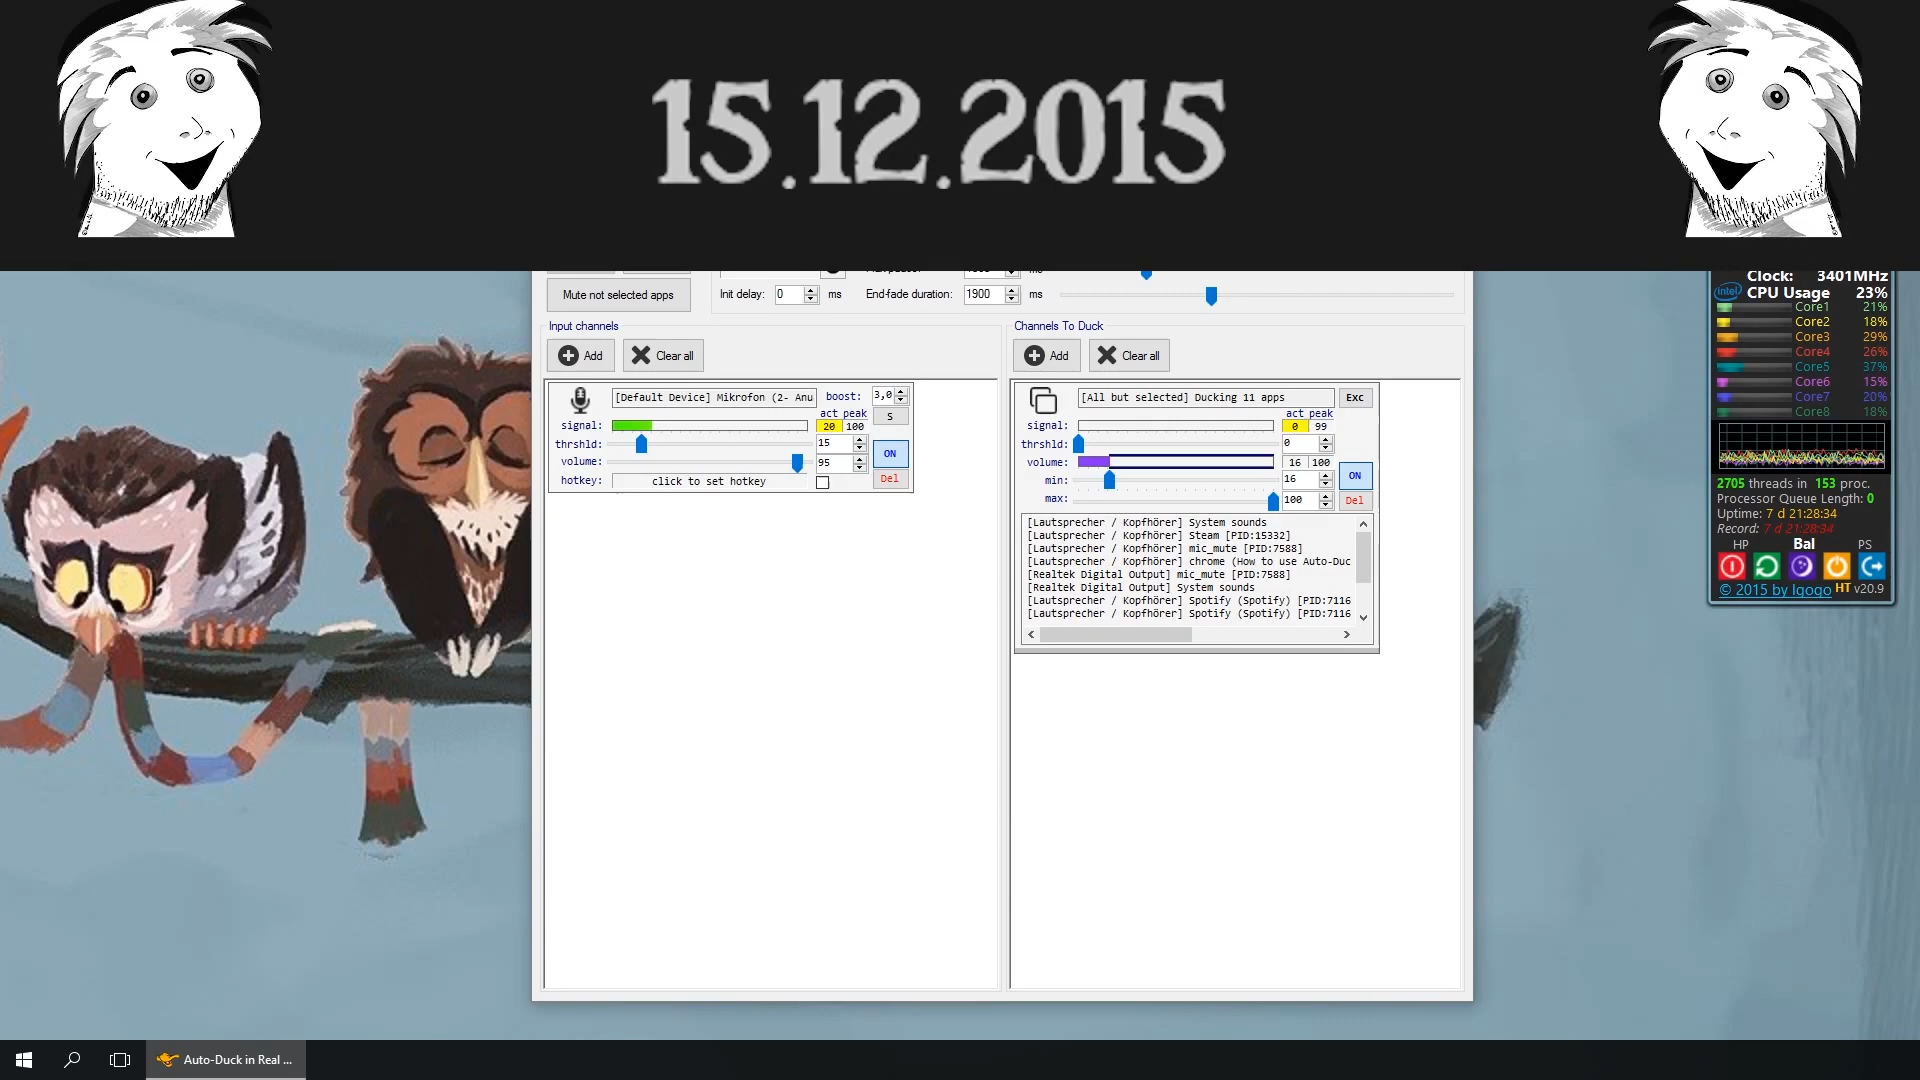 15.12.2015
Mute not selected apps
Init delay: 0 ms End-fade duration: 1900 ms
Input channels
Add Clear all
[Default Device] Mikrofon (2- Anu boost: 3,0
act peak S
signal: 20 100
thrshld: 15
ON
volume: 95
hotkey: click to set hotkey Del
Channels To Duck
Add Clear all
[All but selected] Ducking 11 apps Exc
act peak
signal: 0 99
thrshld: 0
volume: 16 100
ON
min: 16
max: 100 Del
[Lautsprecher / Kopfhörer] System sounds
[Lautsprecher / Kopfhörer] Steam [PID:15332]
[Lautsprecher / Kopfhörer] mic_mute [PID:7588]
[Lautsprecher / Kopfhörer] chrome (How to use Auto-Duc
[Realtek Digital Output] mic_mute [PID:7588]
[Realtek Digital Output] System sounds
[Lautsprecher / Kopfhörer] Spotify (Spotify) [PID:7116
[Lautsprecher / Kopfhörer] Spotify (Spotify) [PID:7116
Clock: 3401MHz
intel CPU Usage 23%
Core1 21%
Core2 18%
Core3 29%
Core4 26%
Core5 37%
Core6 15%
Core7 20%
Core8 18%
2705 threads in 153 proc.
Processor Queue Length: 0
Uptime: 7 d 21:28:34
Record: 7 d 21:28:34
HP Bal PS
© 2015 by Igogo HT v20.9
Auto-Duck in Real ...